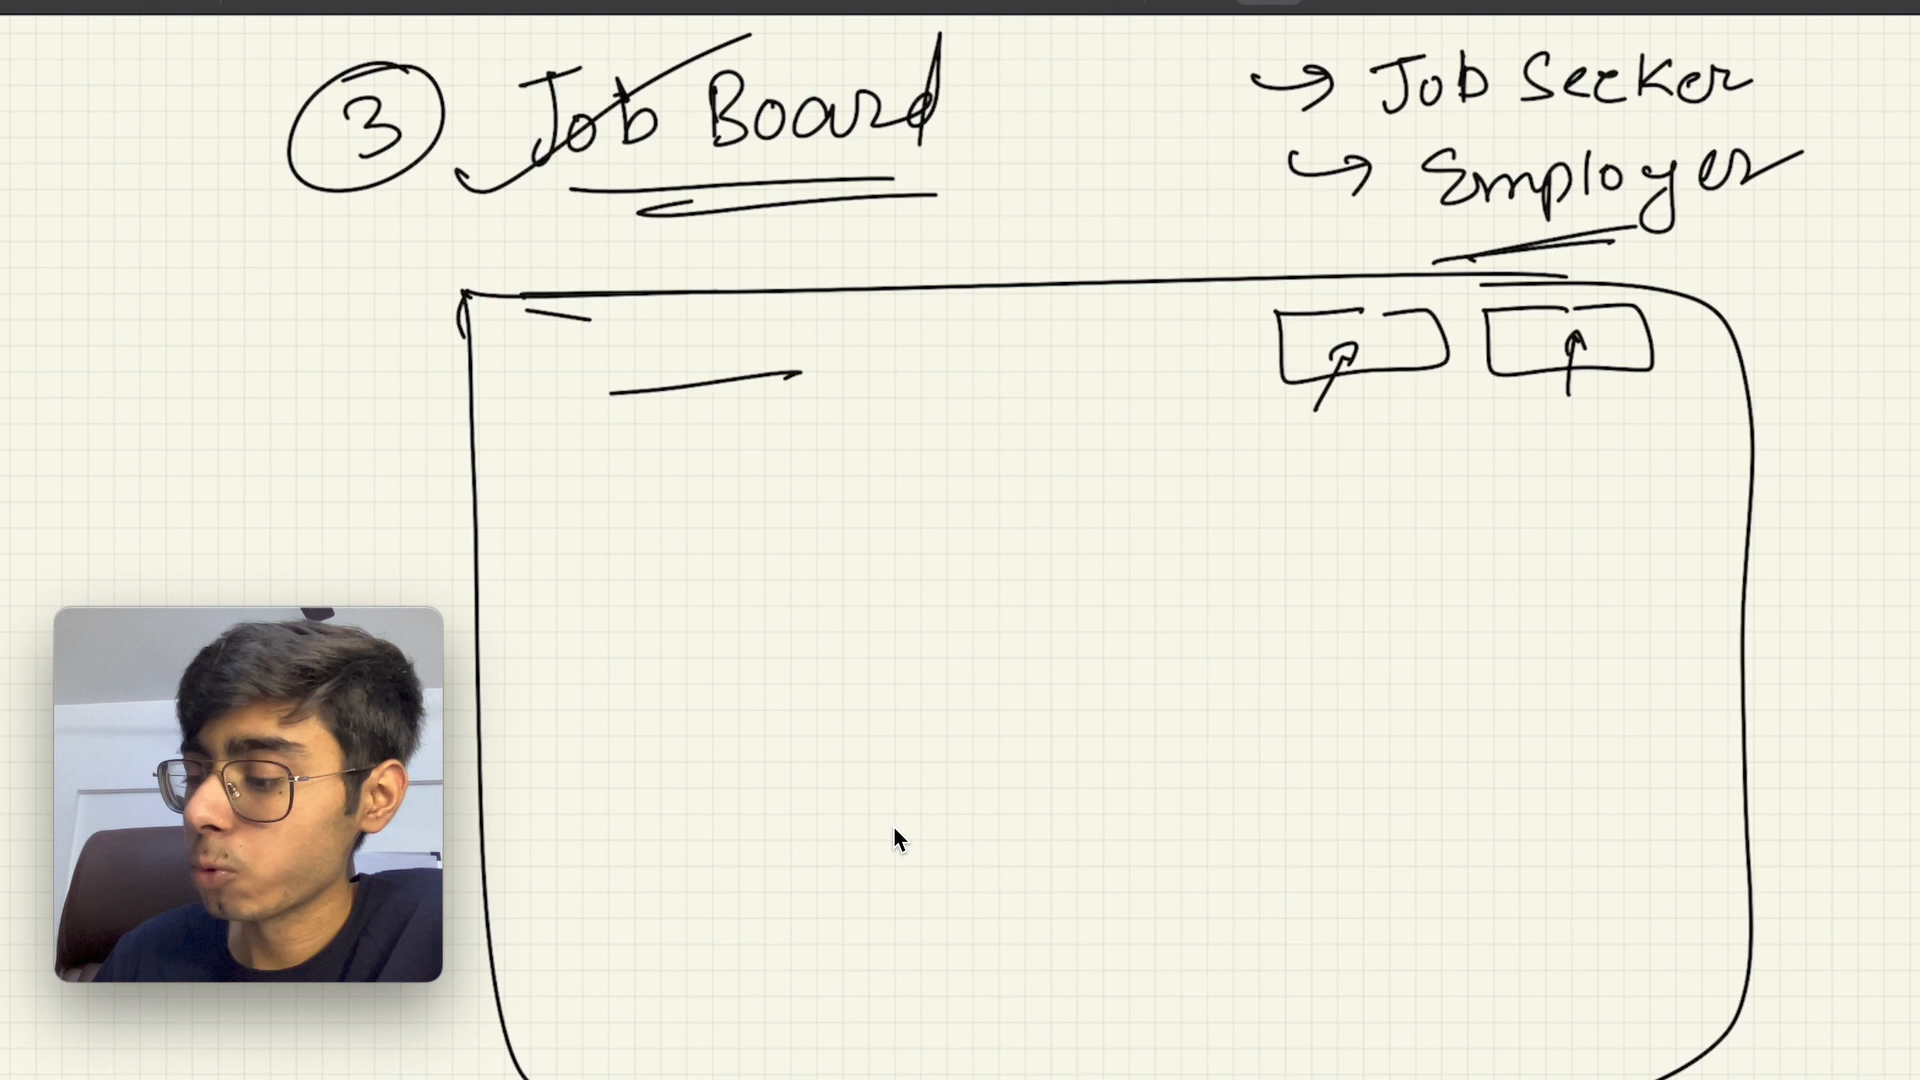 3 Job Board
→ Job Seeker
→ Employer